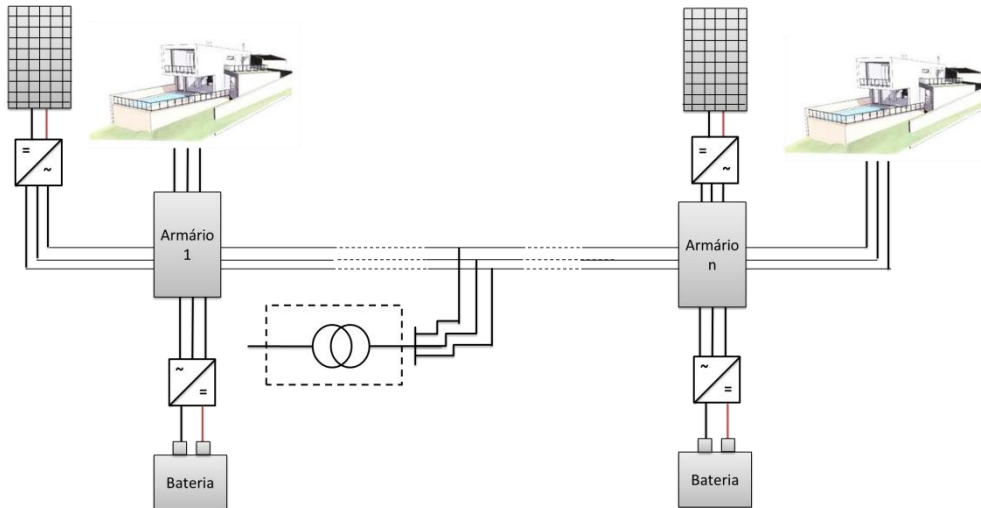 =
~
Armário
1
Armário
n
=
~
~
=
~
=
Bateria
Bateria